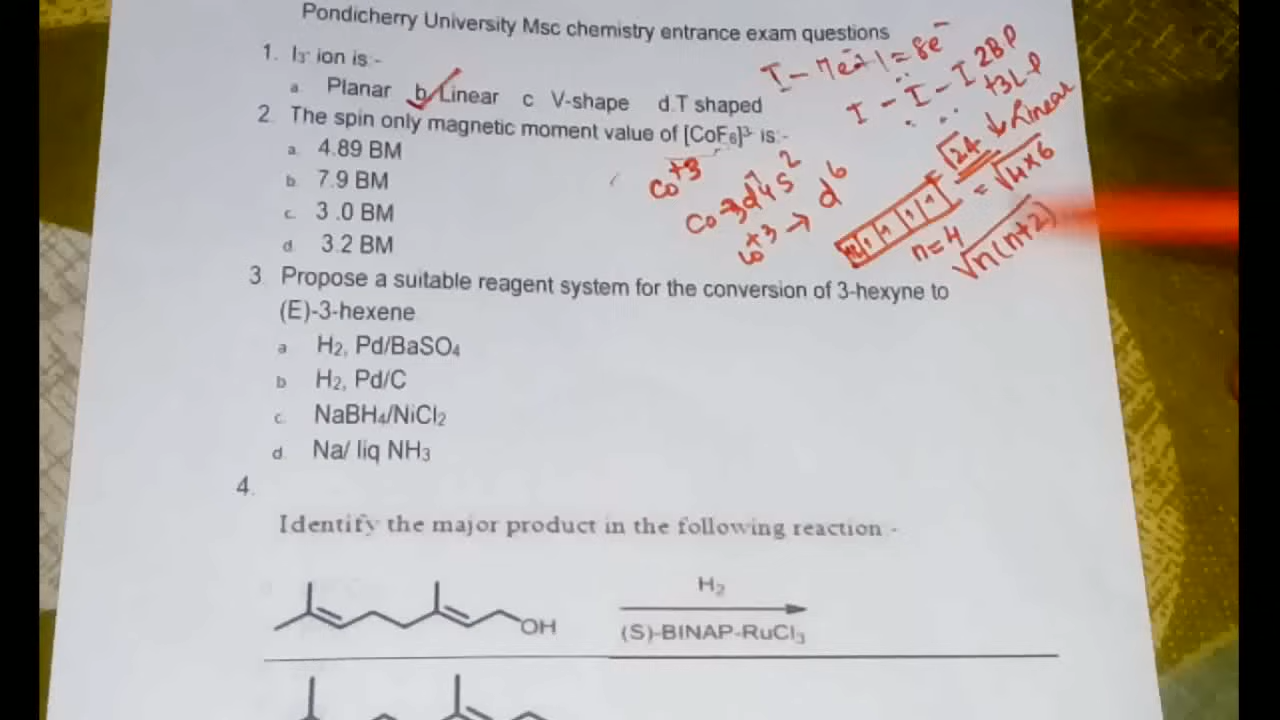 Pondicherry University Msc chemistry entrance exam questions
1. I3⁻ ion is:-
a. Planar b. Linear c V-shape d.T shaped
2. The spin only magnetic moment value of [CoF6]³⁻ is:-
a. 4.89 BM
b. 7.9 BM
c. 3.0 BM
d. 3.2 BM
3. Propose a suitable reagent system for the conversion of 3-hexyne to
(E)-3-hexene
a H2, Pd/BaSO4
b H2, Pd/C
c. NaBH4/NiCl2
d. Na/ liq NH3
4.
Identify the major product in the following reaction -
OH
H2
(S)-BINAP-RuCl3
I - 7e⁻+1 = 8e⁻
I - I - I 2BP
+3L.P
↓ Linear
Co⁺³
Co-3d⁷4s²
Co⁺³ → d⁶
n=4
√n(n+2)
= √4×6
= √24